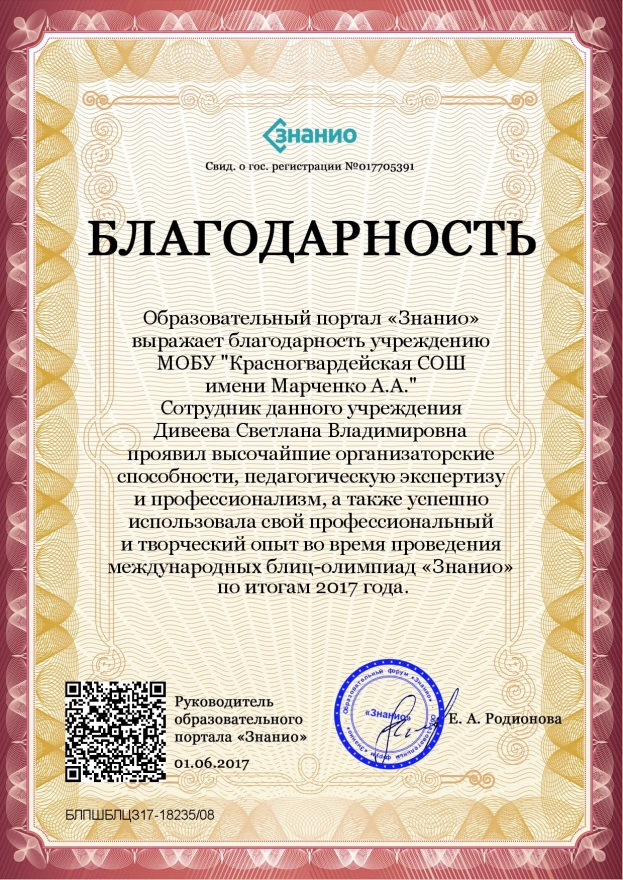 знанио
Свид. о гос. регистрации №017705391
БЛАГОДАРНОСТЬ
Образовательный портал «Знанио»
выражает благодарность учреждению
МОБУ "Красногвардейская СОШ
имени Марченко А.А."
Сотрудник данного учреждения
Дивеева Светлана Владимировна
проявил высочайшие организаторские
способности, педагогическую экспертизу
и профессионализм, а также успешно
использовала свой профессиональный
и творческий опыт во время проведения
международных блиц-олимпиад «Знанио»
по итогам 2017 года.
Руководитель
образовательного
портала «Знанио»
01.06.2017
Образовательный форум «Знанио»
«Знанио»
Е. А. Родионова
БЛПШБЛЦ317-18235/08